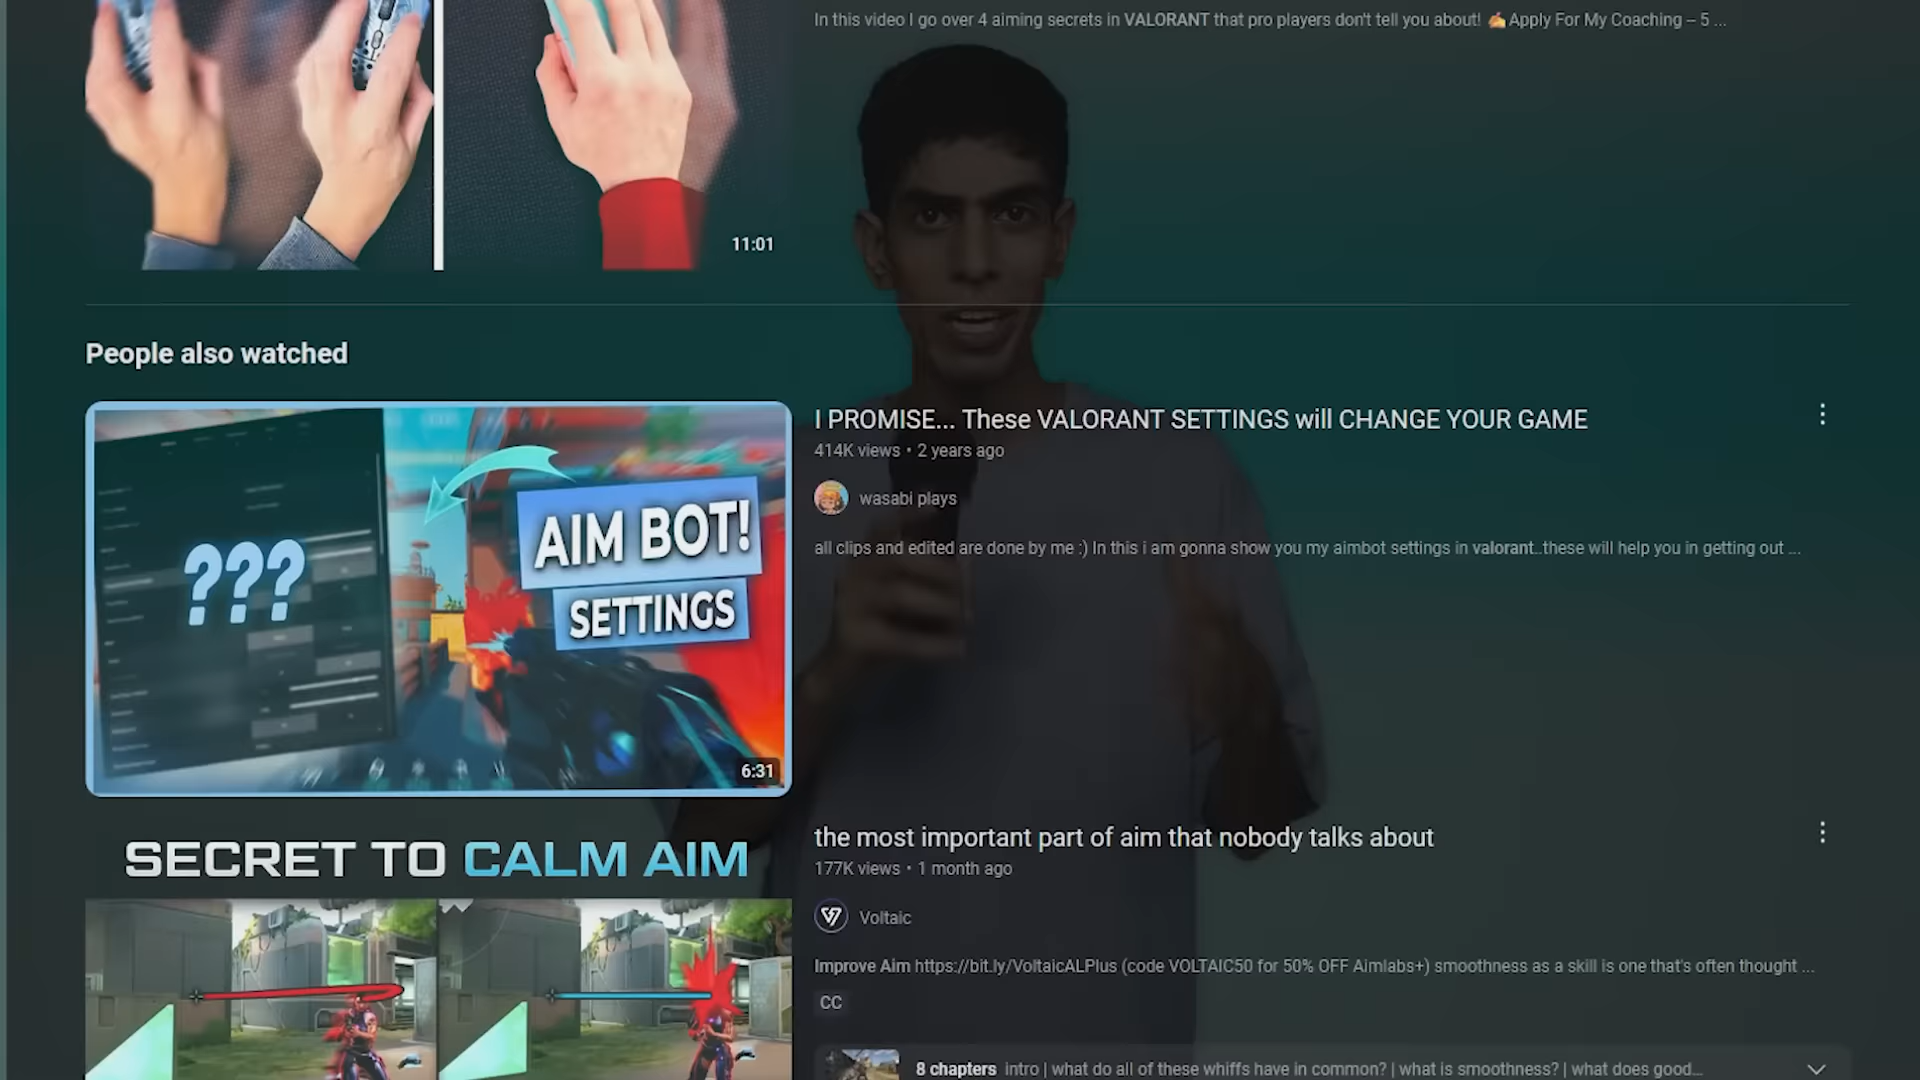 In this video I go over 4 aiming secrets in VALORANT that pro players don't tell you about! ✍️Apply For My Coaching – 5 ...
11:01
People also watched
I PROMISE... These VALORANT SETTINGS will CHANGE YOUR GAME
414K views • 2 years ago
wasabi plays
all clips and edited are done by me :) In this i am gonna show you my aimbot settings in valorant..these will help you in getting out ...
???
AIM BOT!
SETTINGS
6:31
SECRET TO CALM AIM
the most important part of aim that nobody talks about
177K views • 1 month ago
Voltaic
Improve Aim https://bit.ly/VoltaicALPlus (code VOLTAIC50 for 50% OFF Aimlabs+) smoothness as a skill is one that's often thought ...
CC
8 chapters intro | what do all of these whiffs have in common? | what is smoothness? | what does good...